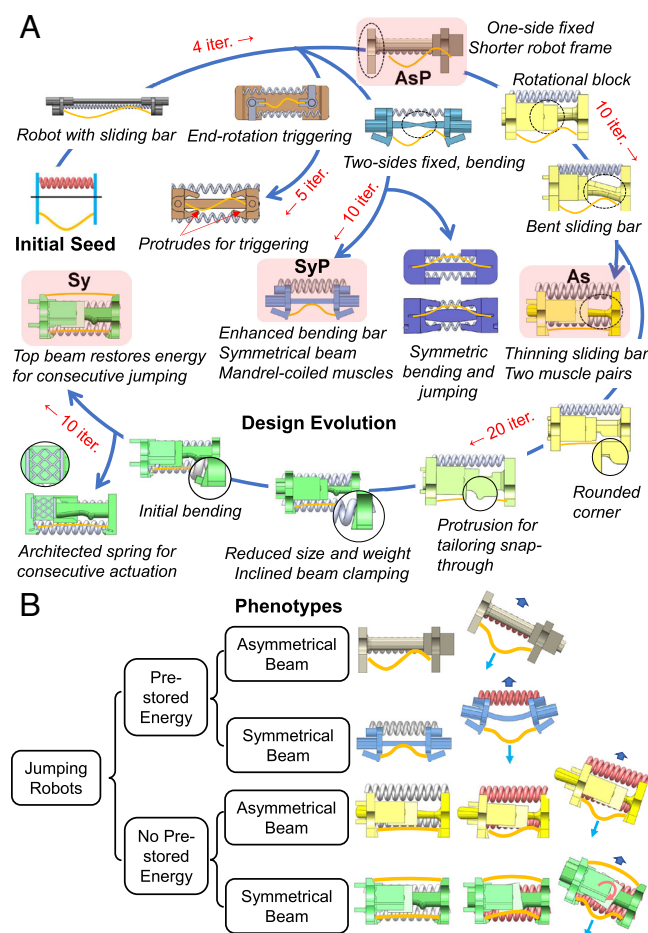 A
4 iter. →
One-side fixed
Shorter robot frame
AsP
Rotational block
10 iter. →
Robot with sliding bar
End-rotation triggering
Two-sides fixed, bending
← 5 iter.
← 10 iter.
Bent sliding bar
Initial Seed
Protrudes for triggering
Sy
SyP
As
Top beam restores energy
for consecutive jumping
Enhanced bending bar
Symmetrical beam
Mandrel-coiled muscles
Symmetric
bending and
jumping
Thinning sliding bar
Two muscle pairs
← 10 iter.
Design Evolution
← 20 iter.
Initial bending
Rounded
corner
Architected spring for
consecutive actuation
Reduced size and weight
Inclined beam clamping
Protrusion for
tailoring snap-
through
B
Phenotypes
Jumping
Robots
Pre-
stored
Energy
Asymmetrical
Beam
Symmetrical
Beam
No Pre-
stored
Energy
Asymmetrical
Beam
Symmetrical
Beam